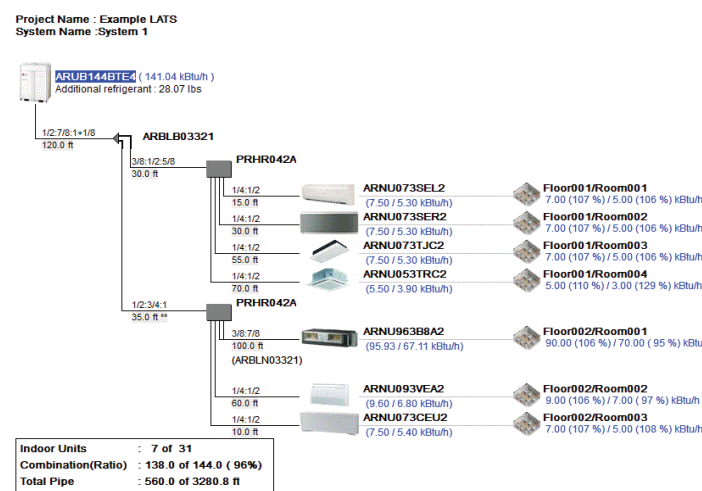 Project Name : Example LATS
System Name :System 1
ARUB144BTE4 ( 141.04 kBtu/h )
Additional refrigerant : 28.07 lbs
1/2:7/8:1+1/8
120.0 ft
ARBLB03321
3/8:1/2:5/8
30.0 ft
PRHR042A
1/4:1/2
15.0 ft
ARNU073SEL2
(7.50 / 5.30 kBtu/h)
Floor001/Room001
7.00 (107 %) / 5.00 (106 %) kBtu/h
1/4:1/2
30.0 ft
ARNU073SER2
(7.50 / 5.30 kBtu/h)
Floor001/Room002
7.00 (107 %) / 5.00 (106 %) kBtu/h
1/4:1/2
55.0 ft
ARNU073TJC2
(7.50 / 5.30 kBtu/h)
Floor001/Room003
7.00 (107 %) / 5.00 (106 %) kBtu/h
1/4:1/2
70.0 ft
ARNU053TRC2
(5.50 / 3.90 kBtu/h)
Floor001/Room004
5.00 (110 %) / 3.00 (129 %) kBtu/h
1/2:3/4:1
35.0 ft **
PRHR042A
3/8:7/8
100.0 ft
(ARBLN03321)
ARNU963B8A2
(95.93 / 67.11 kBtu/h)
Floor002/Room001
90.00 (106 %) / 70.00 ( 95 %) kBtu
1/4:1/2
60.0 ft
ARNU093VEA2
(9.60 / 6.80 kBtu/h)
Floor002/Room002
9.00 (106 %) / 7.00 ( 97 %) kBtu/h
1/4:1/2
10.0 ft
ARNU073CEU2
(7.50 / 5.40 kBtu/h)
Floor002/Room003
7.00 (107 %) / 5.00 (108 %) kBtu/h
Indoor Units : 7 of 31
Combination(Ratio) : 138.0 of 144.0 ( 96%)
Total Pipe : 560.0 of 3280.8 ft